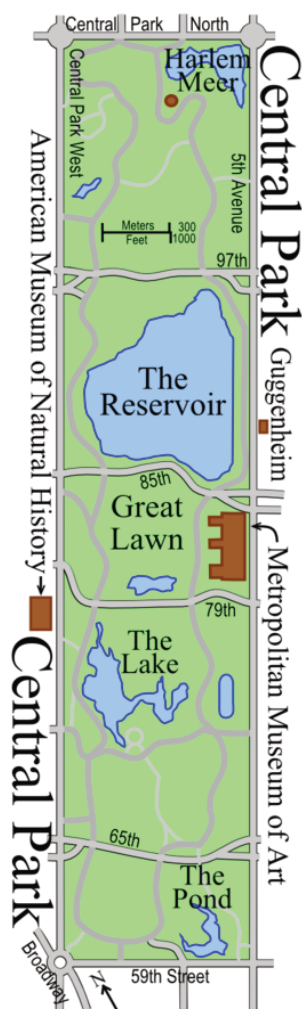 Central Park North
Harlem
Meer
Central Park West
5th Avenue
Central Park
American Museum of Natural History
Meters 300
Feet 1000
97th
The
Reservoir
Guggenheim
85th
Great
Lawn
Metropolitan Museum of Art
79th
The
Lake
Central Park
65th
The
Pond
Broadway
59th Street
N